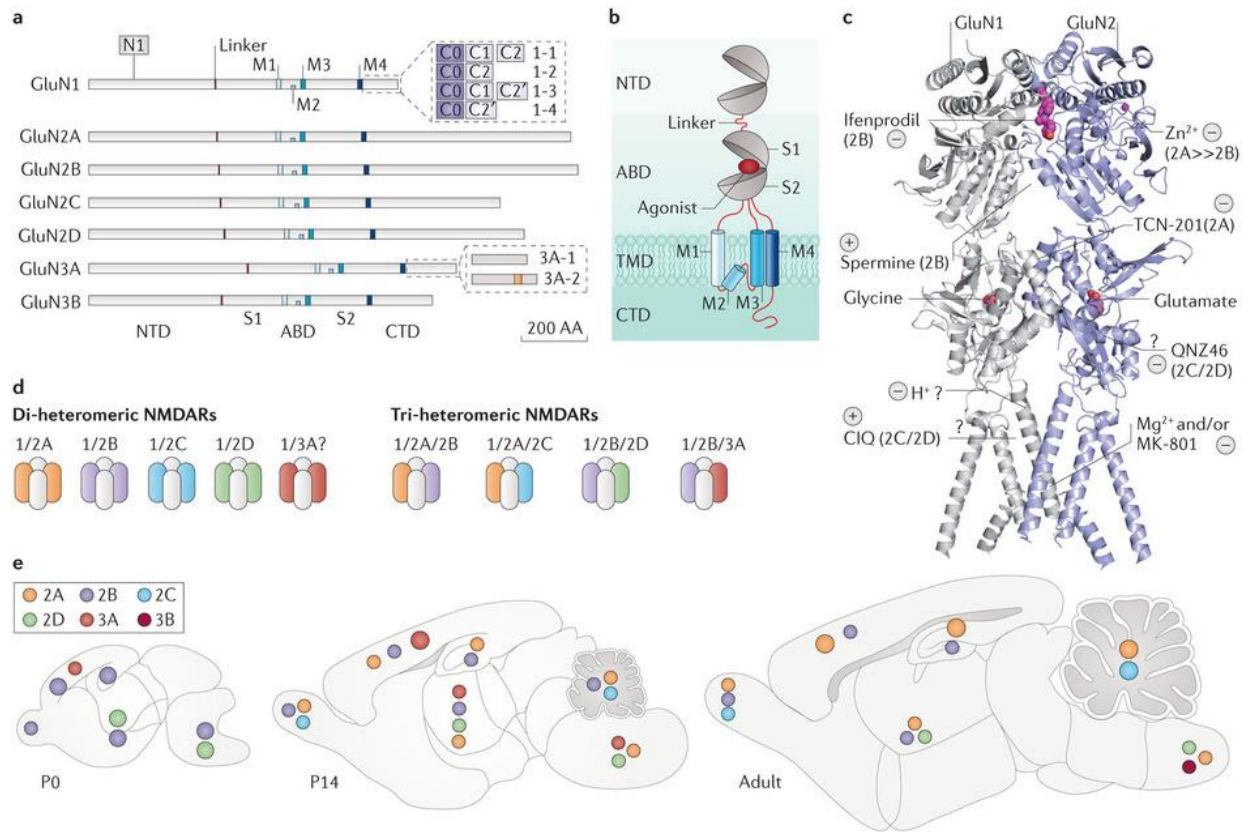 a
N1
Linker
M1
M3
M4
M2
GluN1
C0 C1 C2 1-1
C0 C2 1-2
C0 C1 C2′ 1-3
C0 C2′ 1-4
GluN2A
GluN2B
GluN2C
GluN2D
GluN3A
3A-1
3A-2
GluN3B
NTD
S1
ABD
S2
CTD
200 AA
b
NTD
Linker
S1
ABD
S2
Agonist
M1
M4
TMD
M2
M3
CTD
c
GluN1
GluN2
Ifenprodil
(2B) −
Zn²⁺ −
(2A>>2B)
−
TCN-201(2A)
+
Spermine (2B)
Glycine
Glutamate
?
QNZ46
− (2C/2D)
− H⁺ ?
+
CIQ (2C/2D)
?
Mg²⁺ and/or
MK-801 −
d
Di-heteromeric NMDARs
1/2A 1/2B 1/2C 1/2D 1/3A?
Tri-heteromeric NMDARs
1/2A/2B 1/2A/2C 1/2B/2D 1/2B/3A
e
2A 2B 2C
2D 3A 3B
P0
P14
Adult